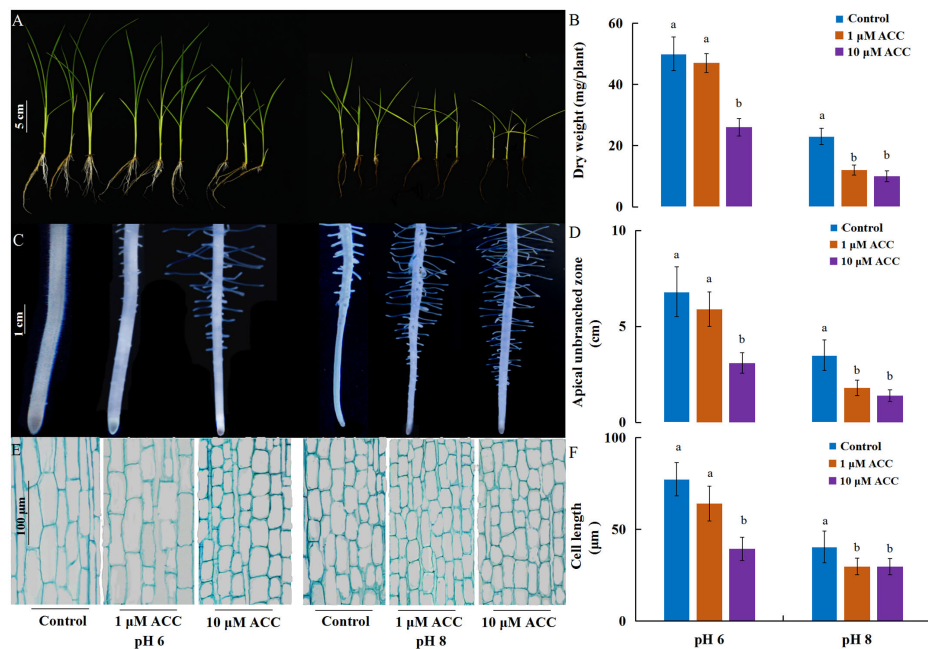 A
5 cm
B
Dry weight (mg/plant)
60
40
20
0
a
a
b
a
b
b
Control
1 μM ACC
10 μM ACC
C
1 cm
D
Apical unbranched zone
(cm)
10
5
0
a
a
b
a
b
b
Control
1 μM ACC
10 μM ACC
E
100 μm
F
Cell length
(μm)
100
50
0
a
a
b
a
b
b
Control
1 μM ACC
10 μM ACC
Control
1 μM ACC
10 μM ACC
Control
1 μM ACC
10 μM ACC
pH 6
pH 8
pH 6
pH 8